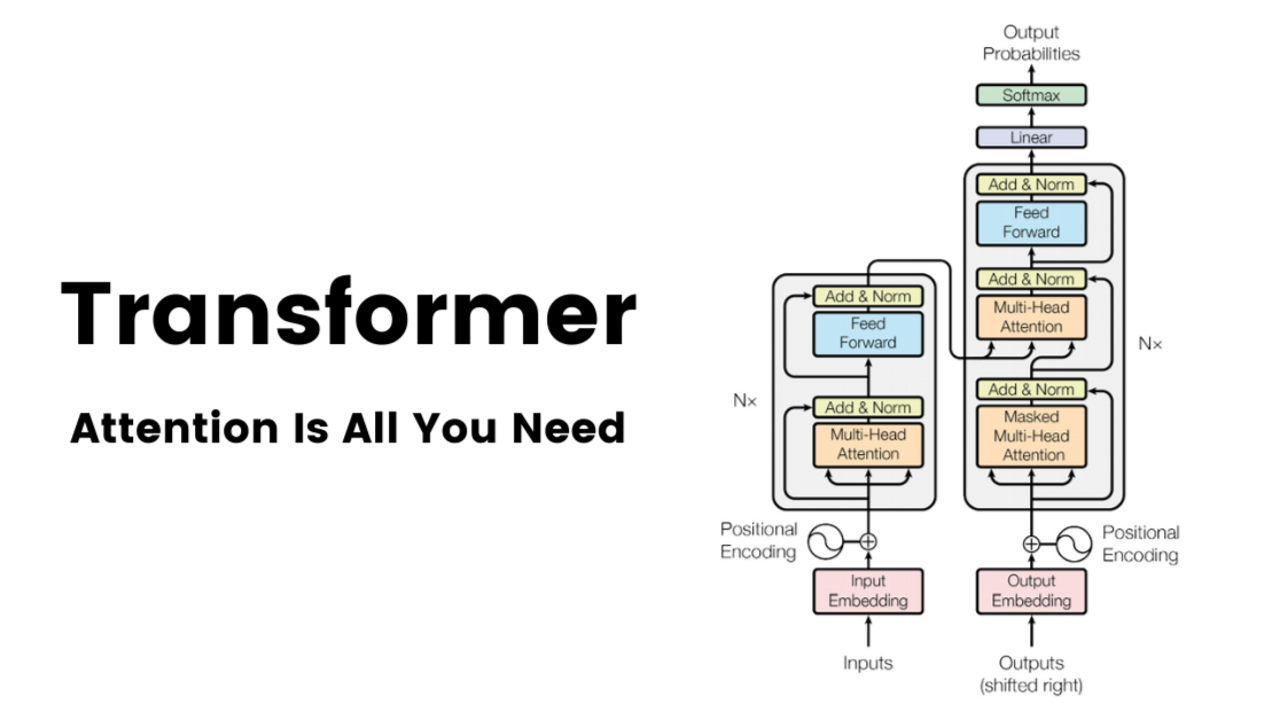 Transformer
Attention Is All You Need
Output
Probabilities
Softmax
Linear
Add & Norm
Feed
Forward
Add & Norm
Multi-Head
Attention
Add & Norm
Masked
Multi-Head
Attention
Nx
Add & Norm
Feed
Forward
Add & Norm
Multi-Head
Attention
Nx
Positional
Encoding
Positional
Encoding
Input
Embedding
Output
Embedding
Inputs
Outputs
(shifted right)